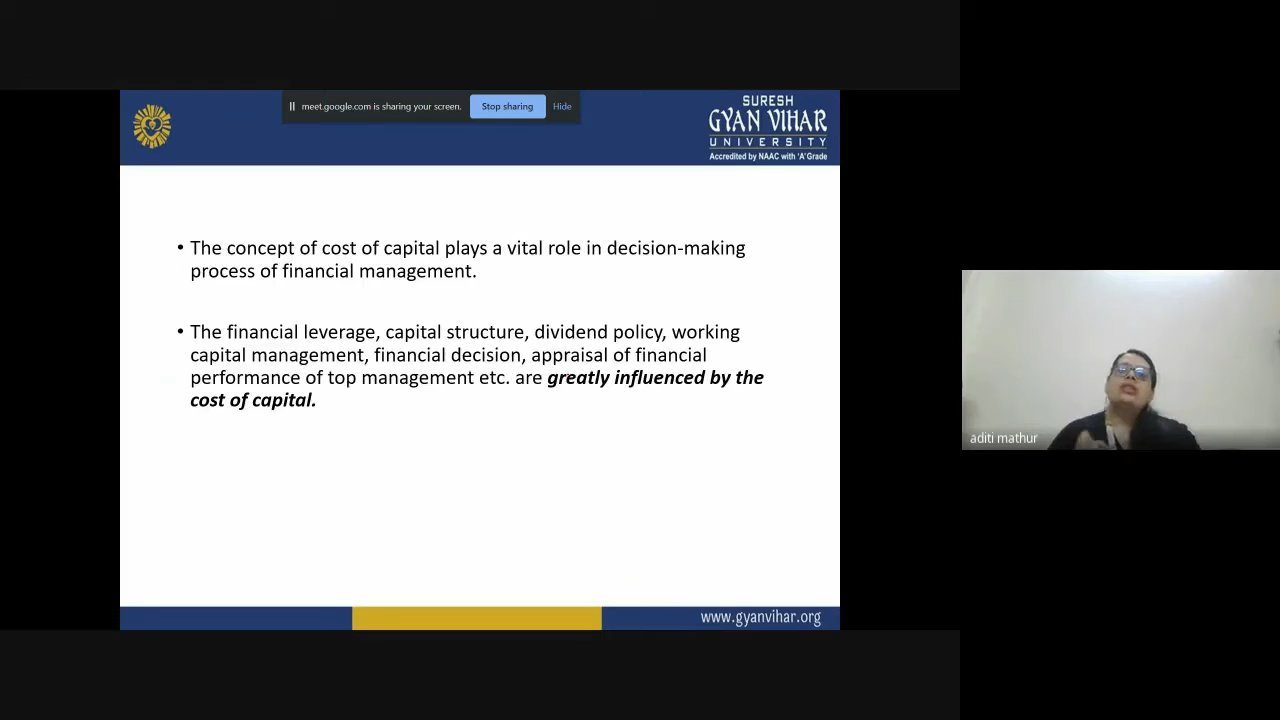 meet.google.com is sharing your screen.
Stop sharing
Hide
SURESH
GYAN VIHAR
UNIVERSITY
Accredited by NAAC with 'A' Grade
• The concept of cost of capital plays a vital role in decision-making
process of financial management.
• The financial leverage, capital structure, dividend policy, working
capital management, financial decision, appraisal of financial
performance of top management etc. are greatly influenced by the
cost of capital.
aditi mathur
www.gyanvihar.org